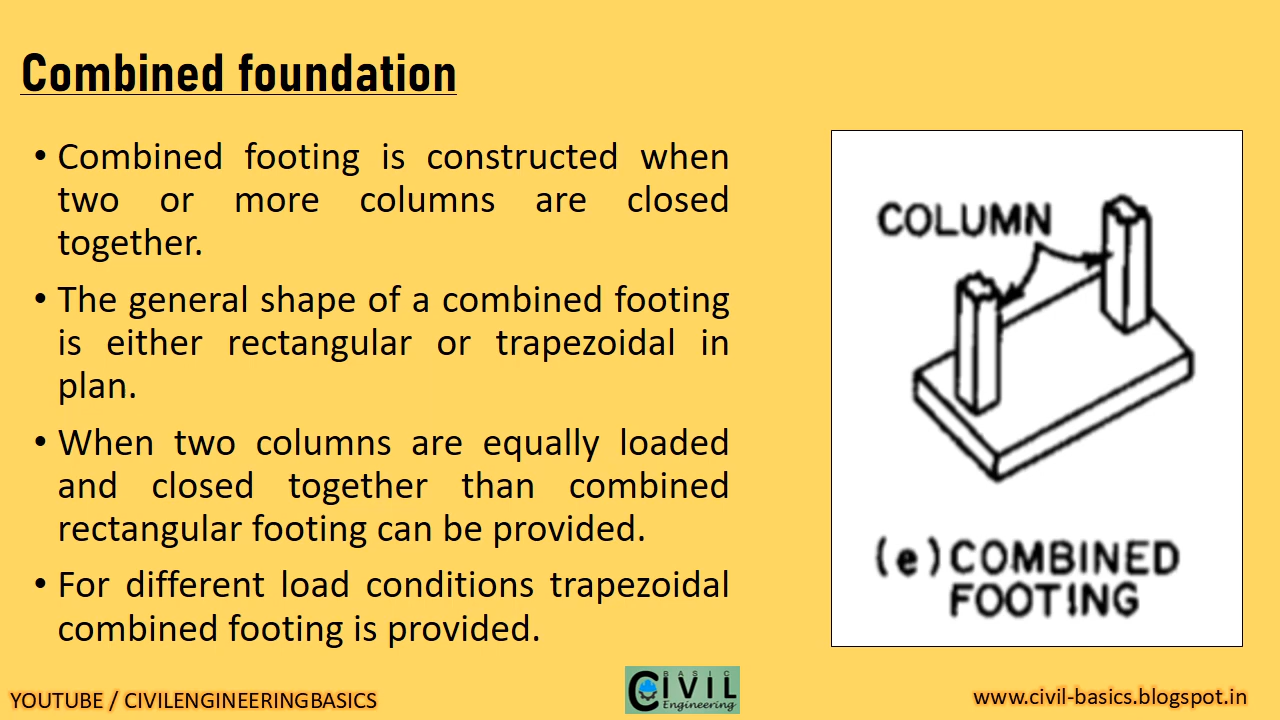 Combined foundation
• Combined footing is constructed when
two or more columns are closed
together.
• The general shape of a combined footing
is either rectangular or trapezoidal in
plan.
• When two columns are equally loaded
and closed together than combined
rectangular footing can be provided.
• For different load conditions trapezoidal
combined footing is provided.
COLUMN
(e) COMBINED
FOOTING
YOUTUBE / CIVILENGINEERINGBASICS
BASIC
CIVIL
Engineering
www.civil-basics.blogspot.in